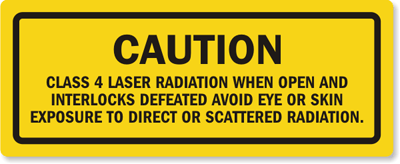 CAUTION
CLASS 4 LASER RADIATION WHEN OPEN AND
INTERLOCKS DEFEATED AVOID EYE OR SKIN
EXPOSURE TO DIRECT OR SCATTERED RADIATION.